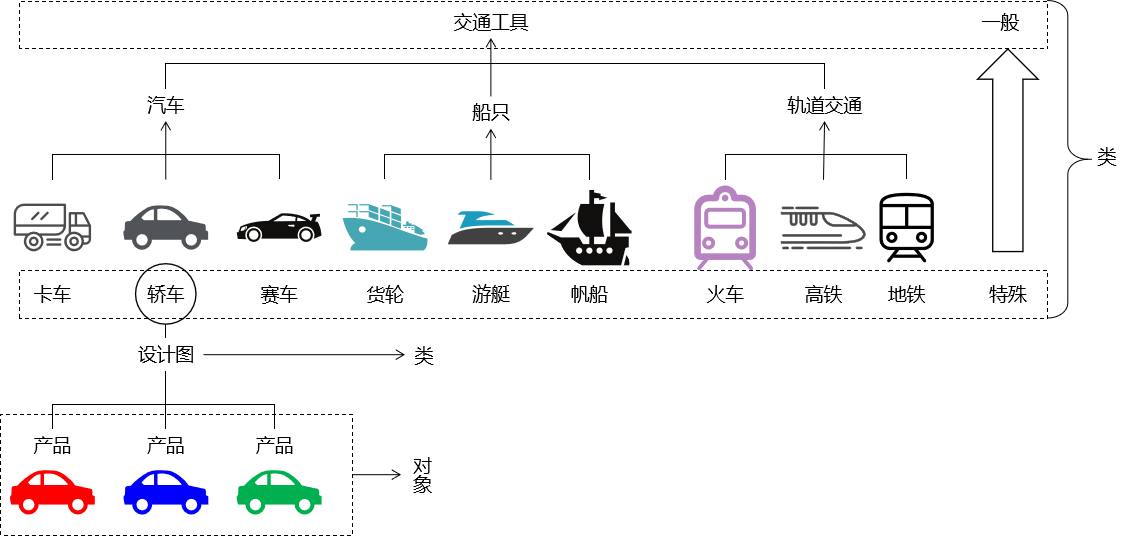 交通工具
一般
汽车
船只
轨道交通
类
卡车
轿车
赛车
货轮
游艇
帆船
火车
高铁
地铁
特殊
设计图
类
产品
产品
产品
对
象